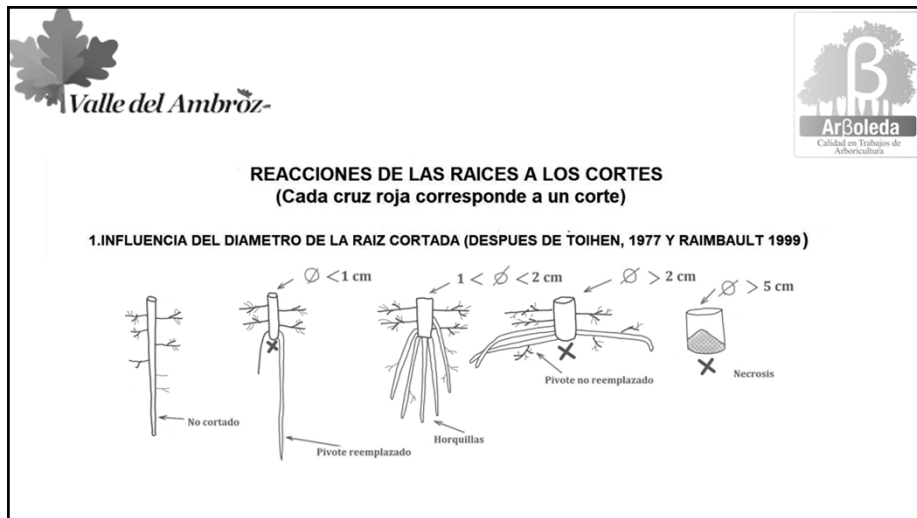 Valle del Ambroz
β
Arβoleda
Calidad en Trabajos de
Arboricultura
REACCIONES DE LAS RAICES A LOS CORTES
(Cada cruz roja corresponde a un corte)
1.INFLUENCIA DEL DIAMETRO DE LA RAIZ CORTADA (DESPUES DE TOIHEN, 1977 Y RAIMBAULT 1999)
∅ <1 cm
1 < ∅ <2 cm
∅ > 2 cm
∅ > 5 cm
No cortado
Pivote reemplazado
Horquillas
Pivote no reemplazado
Necrosis